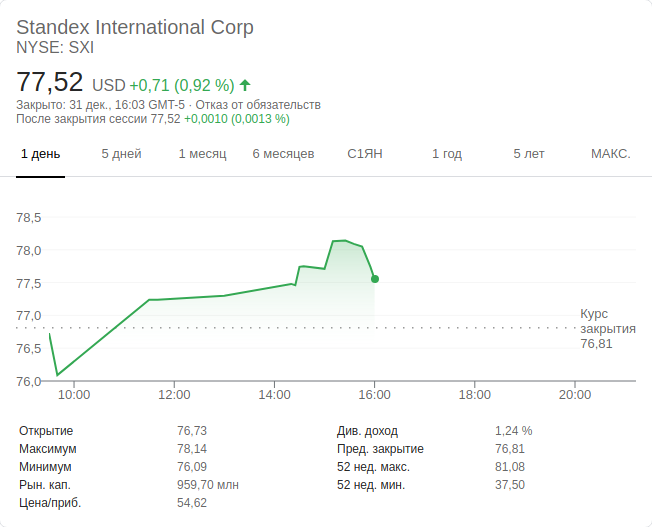 Standex International Corp
NYSE: SXI
77,52 USD +0,71 (0,92 %)
Закрыто: 31 дек., 16:03 GMT-5 · Отказ от обязательств
После закрытия сессии 77,52 +0,0010 (0,0013 %)
1 день 5 дней 1 месяц 6 месяцев С1ЯН 1 год 5 лет МАКС.
78,5
78,0
77,5
77,0
76,5
76,0
Курс
закрытия
76,81
10:00 12:00 14:00 16:00 18:00 20:00
Открытие 76,73 Див. доход 1,24 %
Максимум 78,14 Пред. закрытие 76,81
Минимум 76,09 52 нед. макс. 81,08
Рын. кап. 959,70 млн 52 нед. мин. 37,50
Цена/приб. 54,62